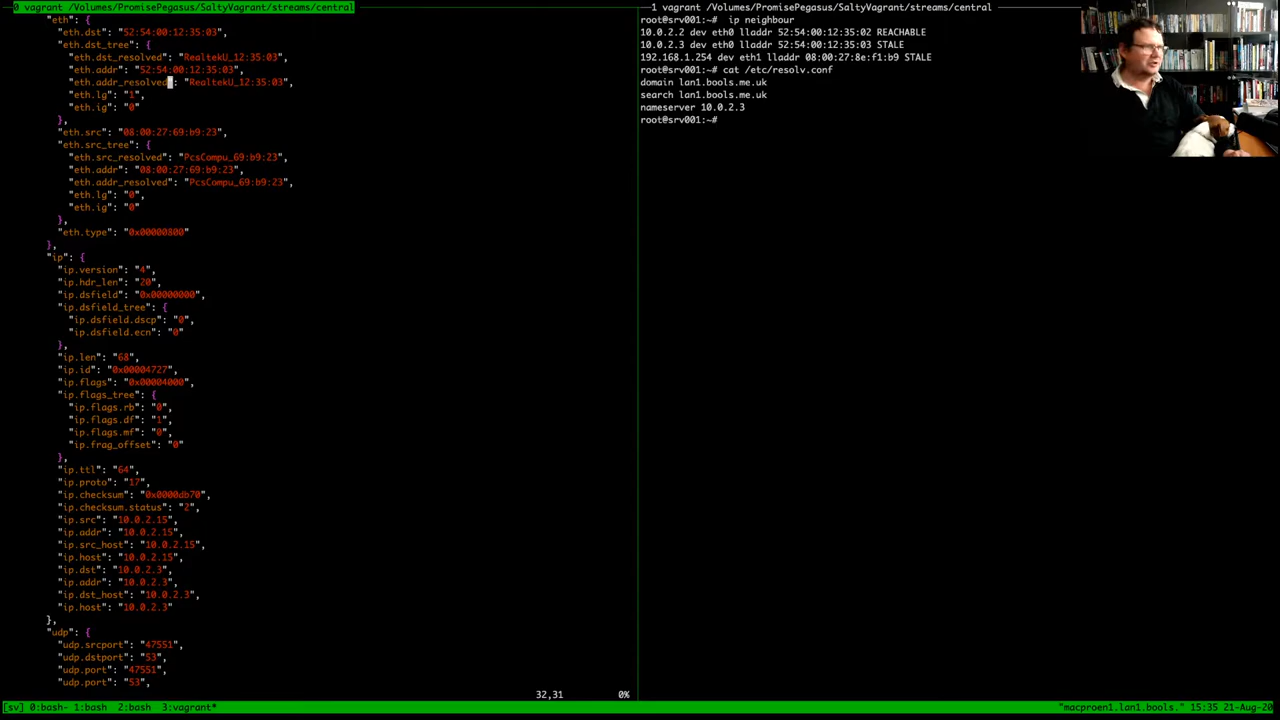 0 vagrant /Volumes/PromisePegasus/SaltyVagrant/streams/central
"eth": {
"eth.dst": "52:54:00:12:35:03",
"eth.dst_tree": {
"eth.dst_resolved": "RealtekU_12:35:03",
"eth.addr": "52:54:00:12:35:03",
"eth.addr_resolved": "RealtekU_12:35:03",
"eth.lg": "1",
"eth.ig": "0"
},
"eth.src": "08:00:27:69:b9:23",
"eth.src_tree": {
"eth.src_resolved": "PcsCompu_69:b9:23",
"eth.addr": "08:00:27:69:b9:23",
"eth.addr_resolved": "PcsCompu_69:b9:23",
"eth.lg": "0",
"eth.ig": "0"
},
"eth.type": "0x00000800"
},
"ip": {
"ip.version": "4",
"ip.hdr_len": "20",
"ip.dsfield": "0x00000000",
"ip.dsfield_tree": {
"ip.dsfield.dscp": "0",
"ip.dsfield.ecn": "0"
},
"ip.len": "68",
"ip.id": "0x00004727",
"ip.flags": "0x00004000",
"ip.flags_tree": {
"ip.flags.rb": "0",
"ip.flags.df": "1",
"ip.flags.mf": "0",
"ip.frag_offset": "0"
},
"ip.ttl": "64",
"ip.proto": "17",
"ip.checksum": "0x0000db70",
"ip.checksum.status": "2",
"ip.src": "10.0.2.15",
"ip.addr": "10.0.2.15",
"ip.src_host": "10.0.2.15",
"ip.host": "10.0.2.15",
"ip.dst": "10.0.2.3",
"ip.addr": "10.0.2.3",
"ip.dst_host": "10.0.2.3",
"ip.host": "10.0.2.3"
},
"udp": {
"udp.srcport": "47551",
"udp.dstport": "53",
"udp.port": "47551",
"udp.port": "53",
32,31 0%
1 vagrant /Volumes/PromisePegasus/SaltyVagrant/streams/central
root@srv001:~# ip neighbour
10.0.2.2 dev eth0 lladdr 52:54:00:12:35:02 REACHABLE
10.0.2.3 dev eth0 lladdr 52:54:00:12:35:03 STALE
192.168.1.254 dev eth1 lladdr 08:00:27:8e:f1:b9 STALE
root@srv001:~# cat /etc/resolv.conf
domain lan1.bools.me.uk
search lan1.bools.me.uk
nameserver 10.0.2.3
root@srv001:~#
[sv] 0:bash- 1:bash 2:bash 3:vagrant* "macproen1.lan1.bools." 15:35 21-Aug-20